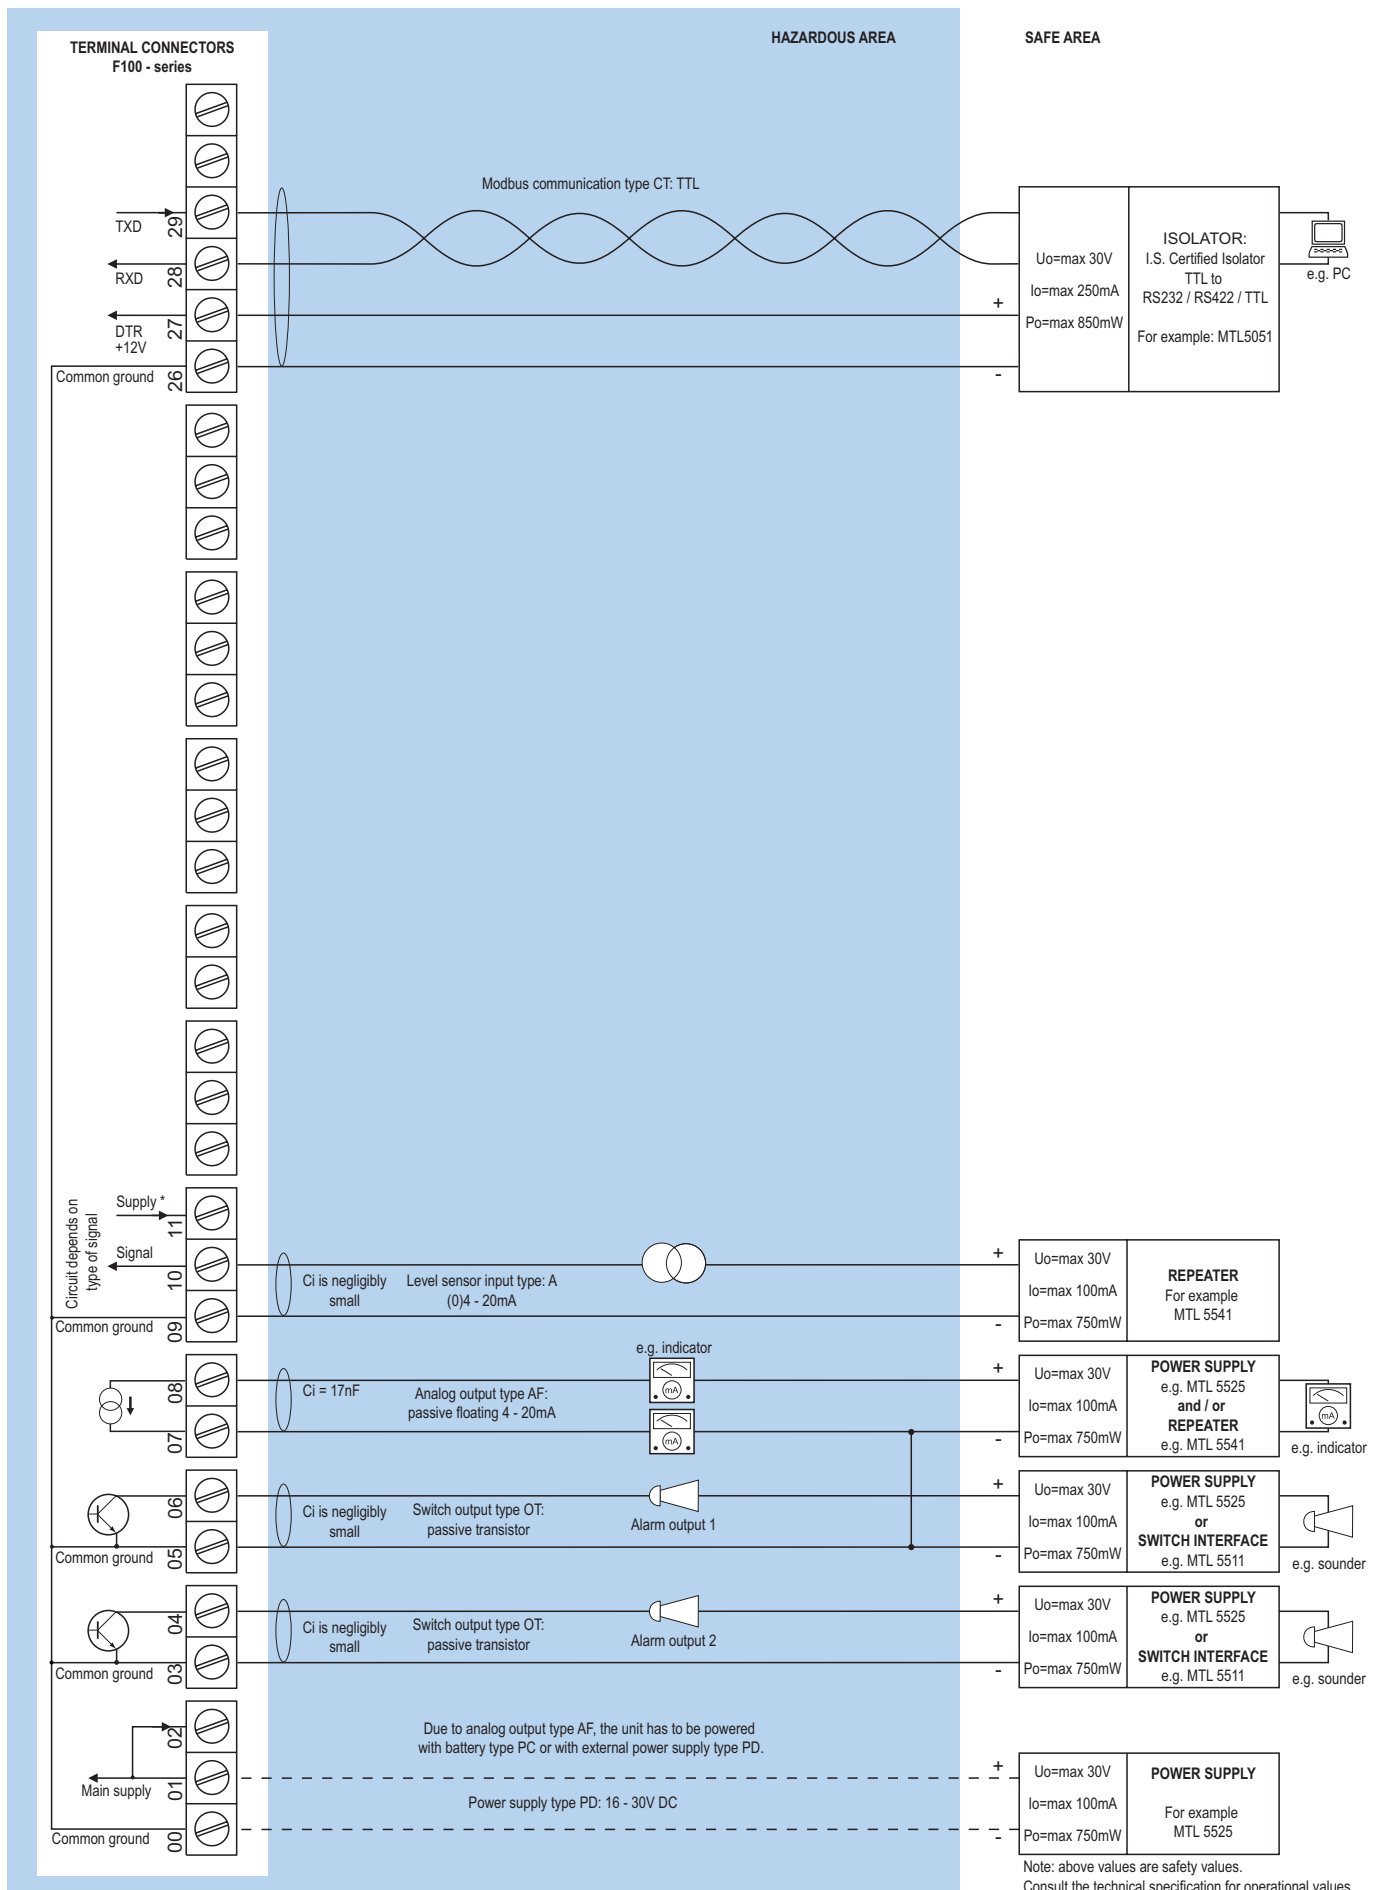 TERMINAL CONNECTORS
F100 - series
HAZARDOUS AREA
SAFE AREA
Modbus communication type CT: TTL
TXD
29
RXD
28
DTR
+12V
27
+
Common ground
26
-
Uo=max 30V
Io=max 250mA
Po=max 850mW
ISOLATOR:
I.S. Certified Isolator
TTL to
RS232 / RS422 / TTL
For example: MTL5051
e.g. PC
Circuit depends on
type of signal
Supply *
11
Signal
10
Common ground
09
Ci is negligibly
small
Level sensor input type: A
(0)4 - 20mA
+
-
Uo=max 30V
Io=max 100mA
Po=max 750mW
REPEATER
For example
MTL 5541
08
07
Ci = 17nF
Analog output type AF:
passive floating 4 - 20mA
e.g. indicator
mA
mA
+
-
Uo=max 30V
Io=max 100mA
Po=max 750mW
POWER SUPPLY
e.g. MTL 5525
and / or
REPEATER
e.g. MTL 5541
mA
e.g. indicator
06
Common ground
05
Ci is negligibly
small
Switch output type OT:
passive transistor
Alarm output 1
+
-
Uo=max 30V
Io=max 100mA
Po=max 750mW
POWER SUPPLY
e.g. MTL 5525
or
SWITCH INTERFACE
e.g. MTL 5511
e.g. sounder
04
Common ground
03
Ci is negligibly
small
Switch output type OT:
passive transistor
Alarm output 2
+
-
Uo=max 30V
Io=max 100mA
Po=max 750mW
POWER SUPPLY
e.g. MTL 5525
or
SWITCH INTERFACE
e.g. MTL 5511
e.g. sounder
02
Main supply
01
Common ground
00
Due to analog output type AF, the unit has to be powered
with battery type PC or with external power supply type PD.
Power supply type PD: 16 - 30V DC
+
-
Uo=max 30V
Io=max 100mA
Po=max 750mW
POWER SUPPLY
For example
MTL 5525
Note: above values are safety values.
Consult the technical specification for operational values